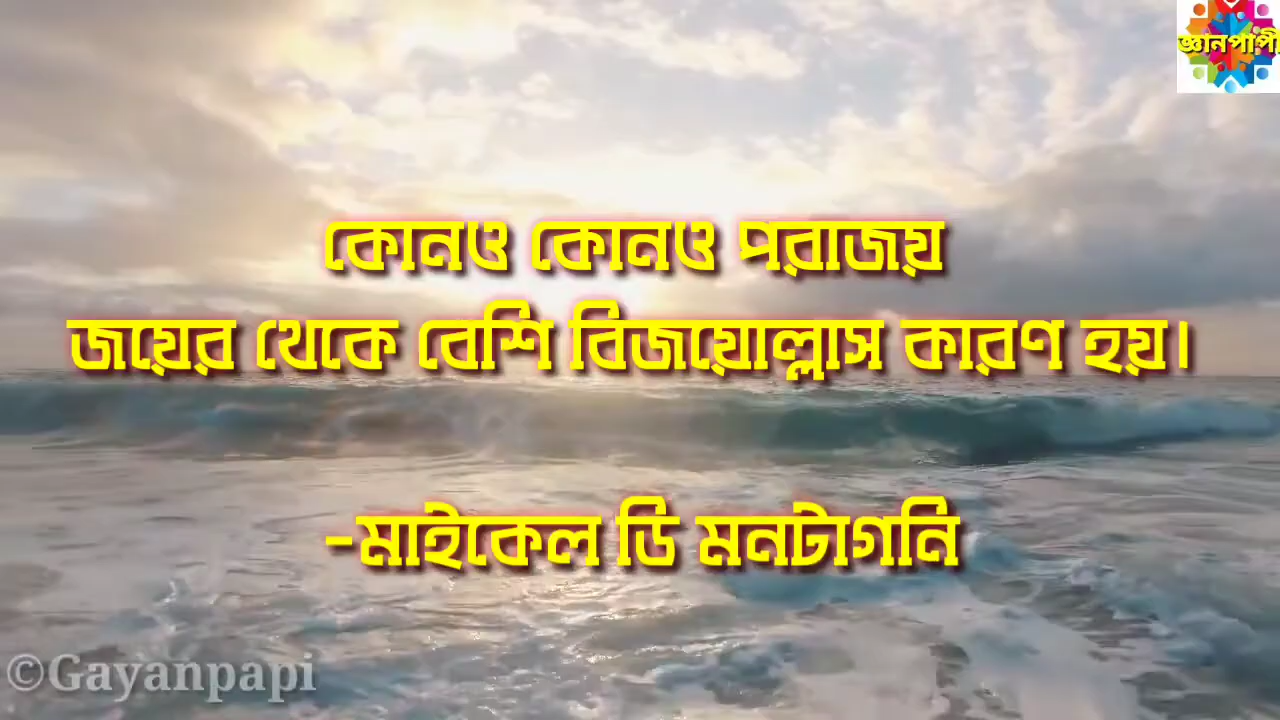 জ্ঞানপাপী
কোনও কোনও পরাজয়
জয়ের থেকে বেশি বিজয়োল্লাস কারণ হয়।
-মাইকেল ডি মনটাগনি
©Gayanpapi